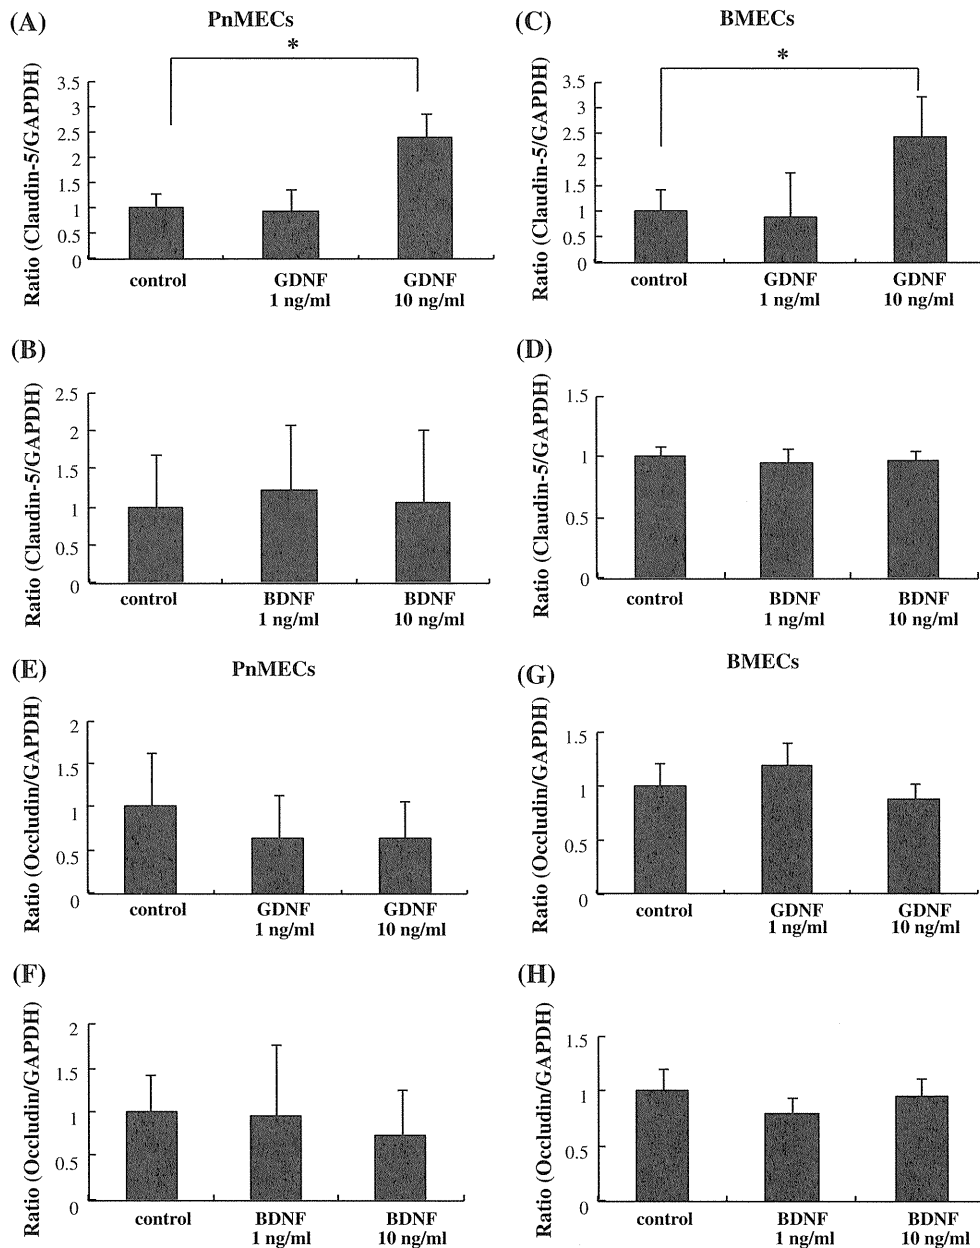 (A)
PnMECs
*
Ratio (Claudin-5/GAPDH)
3.5
3
2.5
2
1.5
1
0.5
0
control
GDNF
1 ng/ml
GDNF
10 ng/ml
(C)
BMECs
*
Ratio (Claudin-5/GAPDH)
3.5
3
2.5
2
1.5
1
0.5
0
control
GDNF
1 ng/ml
GDNF
10 ng/ml
(B)
Ratio (Claudin-5/GAPDH)
2.5
2
1.5
1
0.5
0
control
BDNF
1 ng/ml
BDNF
10 ng/ml
(D)
Ratio (Claudin-5/GAPDH)
1.5
1
0.5
0
control
BDNF
1 ng/ml
BDNF
10 ng/ml
(E)
PnMECs
Ratio (Occludin/GAPDH)
2
1.5
1
0.5
0
control
GDNF
1 ng/ml
GDNF
10 ng/ml
(G)
BMECs
Ratio (Occludin/GAPDH)
1.5
1
0.5
0
control
GDNF
1 ng/ml
GDNF
10 ng/ml
(F)
Ratio (Occludin/GAPDH)
2
1.5
1
0.5
0
control
BDNF
1 ng/ml
BDNF
10 ng/ml
(H)
Ratio (Occludin/GAPDH)
1.5
1
0.5
0
control
BDNF
1 ng/ml
BDNF
10 ng/ml